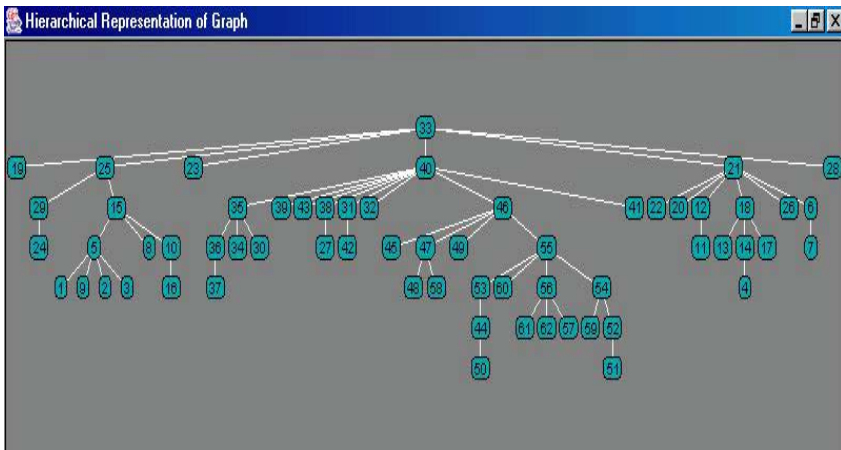 Hierarchical Representation of Graph
33
19 25 23 40 21 28
29 15 35 39 43 38 31 32 46 41 22 20 12 18 26 6
24 5 8 10 36 34 30 27 42 45 47 49 55 11 13 14 17 7
1 9 2 3 16 37 48 58 53 60 56 54 4
44 61 62 57 59 52
50 51